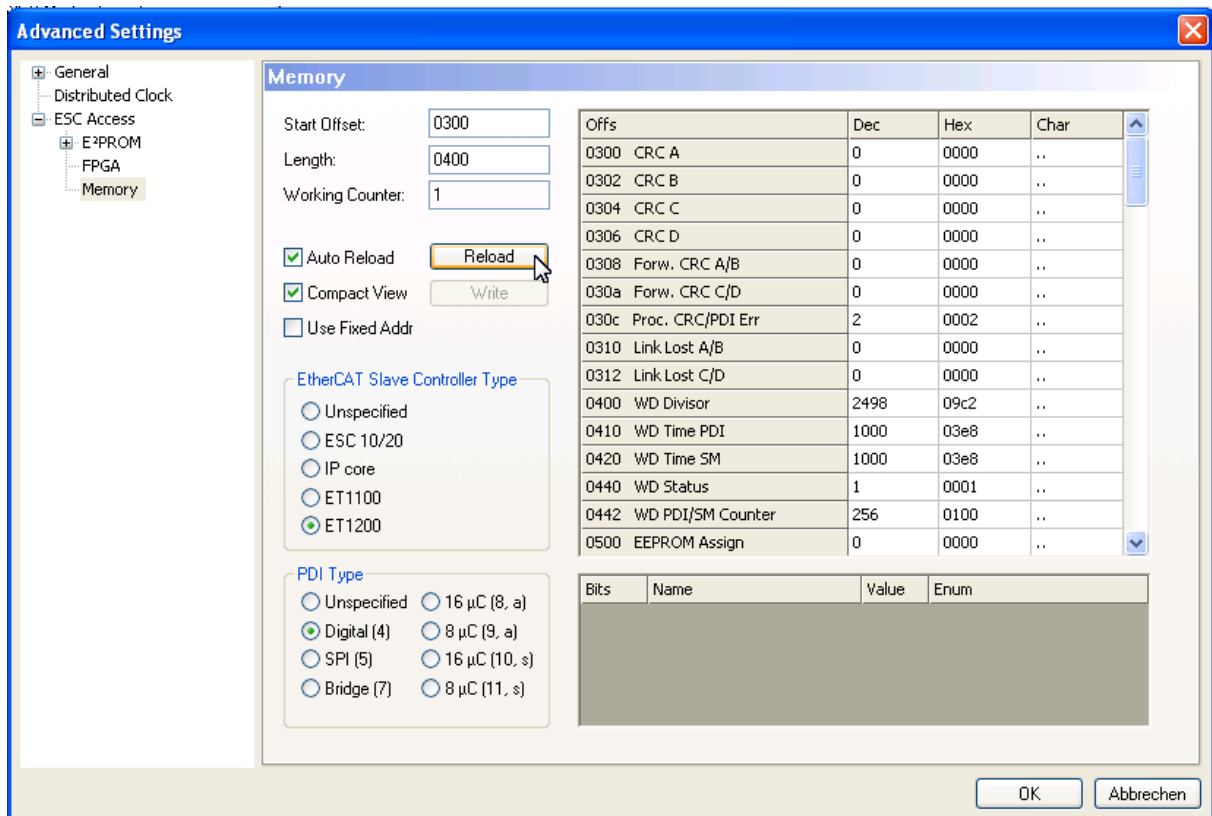 Advanced Settings
General
Distributed Clock
ESC Access
E²PROM
FPGA
Memory
Memory
Start Offset: 0300
Length: 0400
Working Counter: 1
Auto Reload Reload
Compact View Write
Use Fixed Addr
EtherCAT Slave Controller Type
Unspecified
ESC 10/20
IP core
ET1100
ET1200
PDI Type
Unspecified 16 µC (8, a)
Digital (4) 8 µC (9, a)
SPI (5) 16 µC (10, s)
Bridge (7) 8 µC (11, s)
Offs Dec Hex Char
0300 CRC A 0 0000 ..
0302 CRC B 0 0000 ..
0304 CRC C 0 0000 ..
0306 CRC D 0 0000 ..
0308 Forw. CRC A/B 0 0000 ..
030a Forw. CRC C/D 0 0000 ..
030c Proc. CRC/PDI Err 2 0002 ..
0310 Link Lost A/B 0 0000 ..
0312 Link Lost C/D 0 0000 ..
0400 WD Divisor 2498 09c2 ..
0410 WD Time PDI 1000 03e8 ..
0420 WD Time SM 1000 03e8 ..
0440 WD Status 1 0001 ..
0442 WD PDI/SM Counter 256 0100 ..
0500 EEPROM Assign 0 0000 ..
Bits Name Value Enum
OK Abbrechen